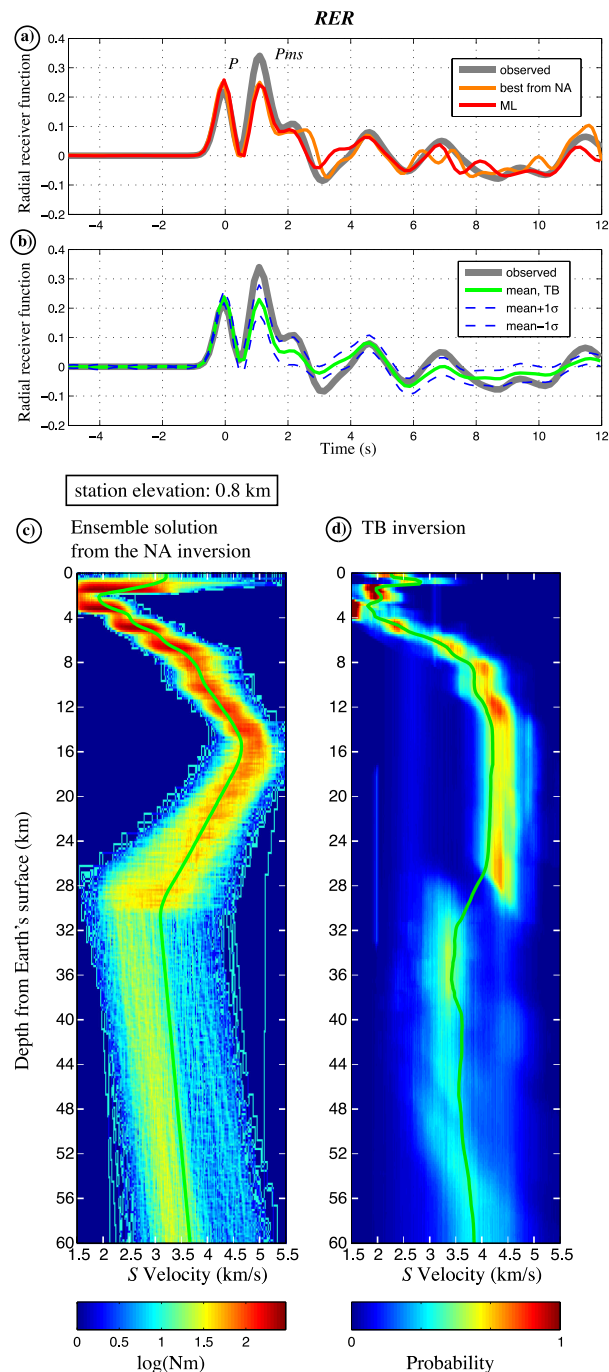 RER
a)
Radial receiver function
0.4
0.3
0.2
0.1
0
−0.1
0.2
P
Pms
observed
best from NA
ML
−4
−2
0
2
4
6
8
10
12
b)
Radial receiver function
0.4
0.3
0.2
0.1
0
−0.1
0.2
observed
mean, TB
mean+1σ
mean−1σ
−4
−2
0
2
4
6
8
10
12
Time (s)
station elevation: 0.8 km
c)
Ensemble solution
from the NA inversion
d)
TB inversion
Depth from Earth's surface (km)
0
4
8
12
16
20
24
28
32
36
40
44
48
52
56
60
1.5 2 2.5 3 3.5 4 4.5 5 5.5
S Velocity (km/s)
1.5 2 2.5 3 3.5 4 4.5 5 5.5
S Velocity (km/s)
0 0.5 1 1.5 2
log(Nm)
0 1
Probability